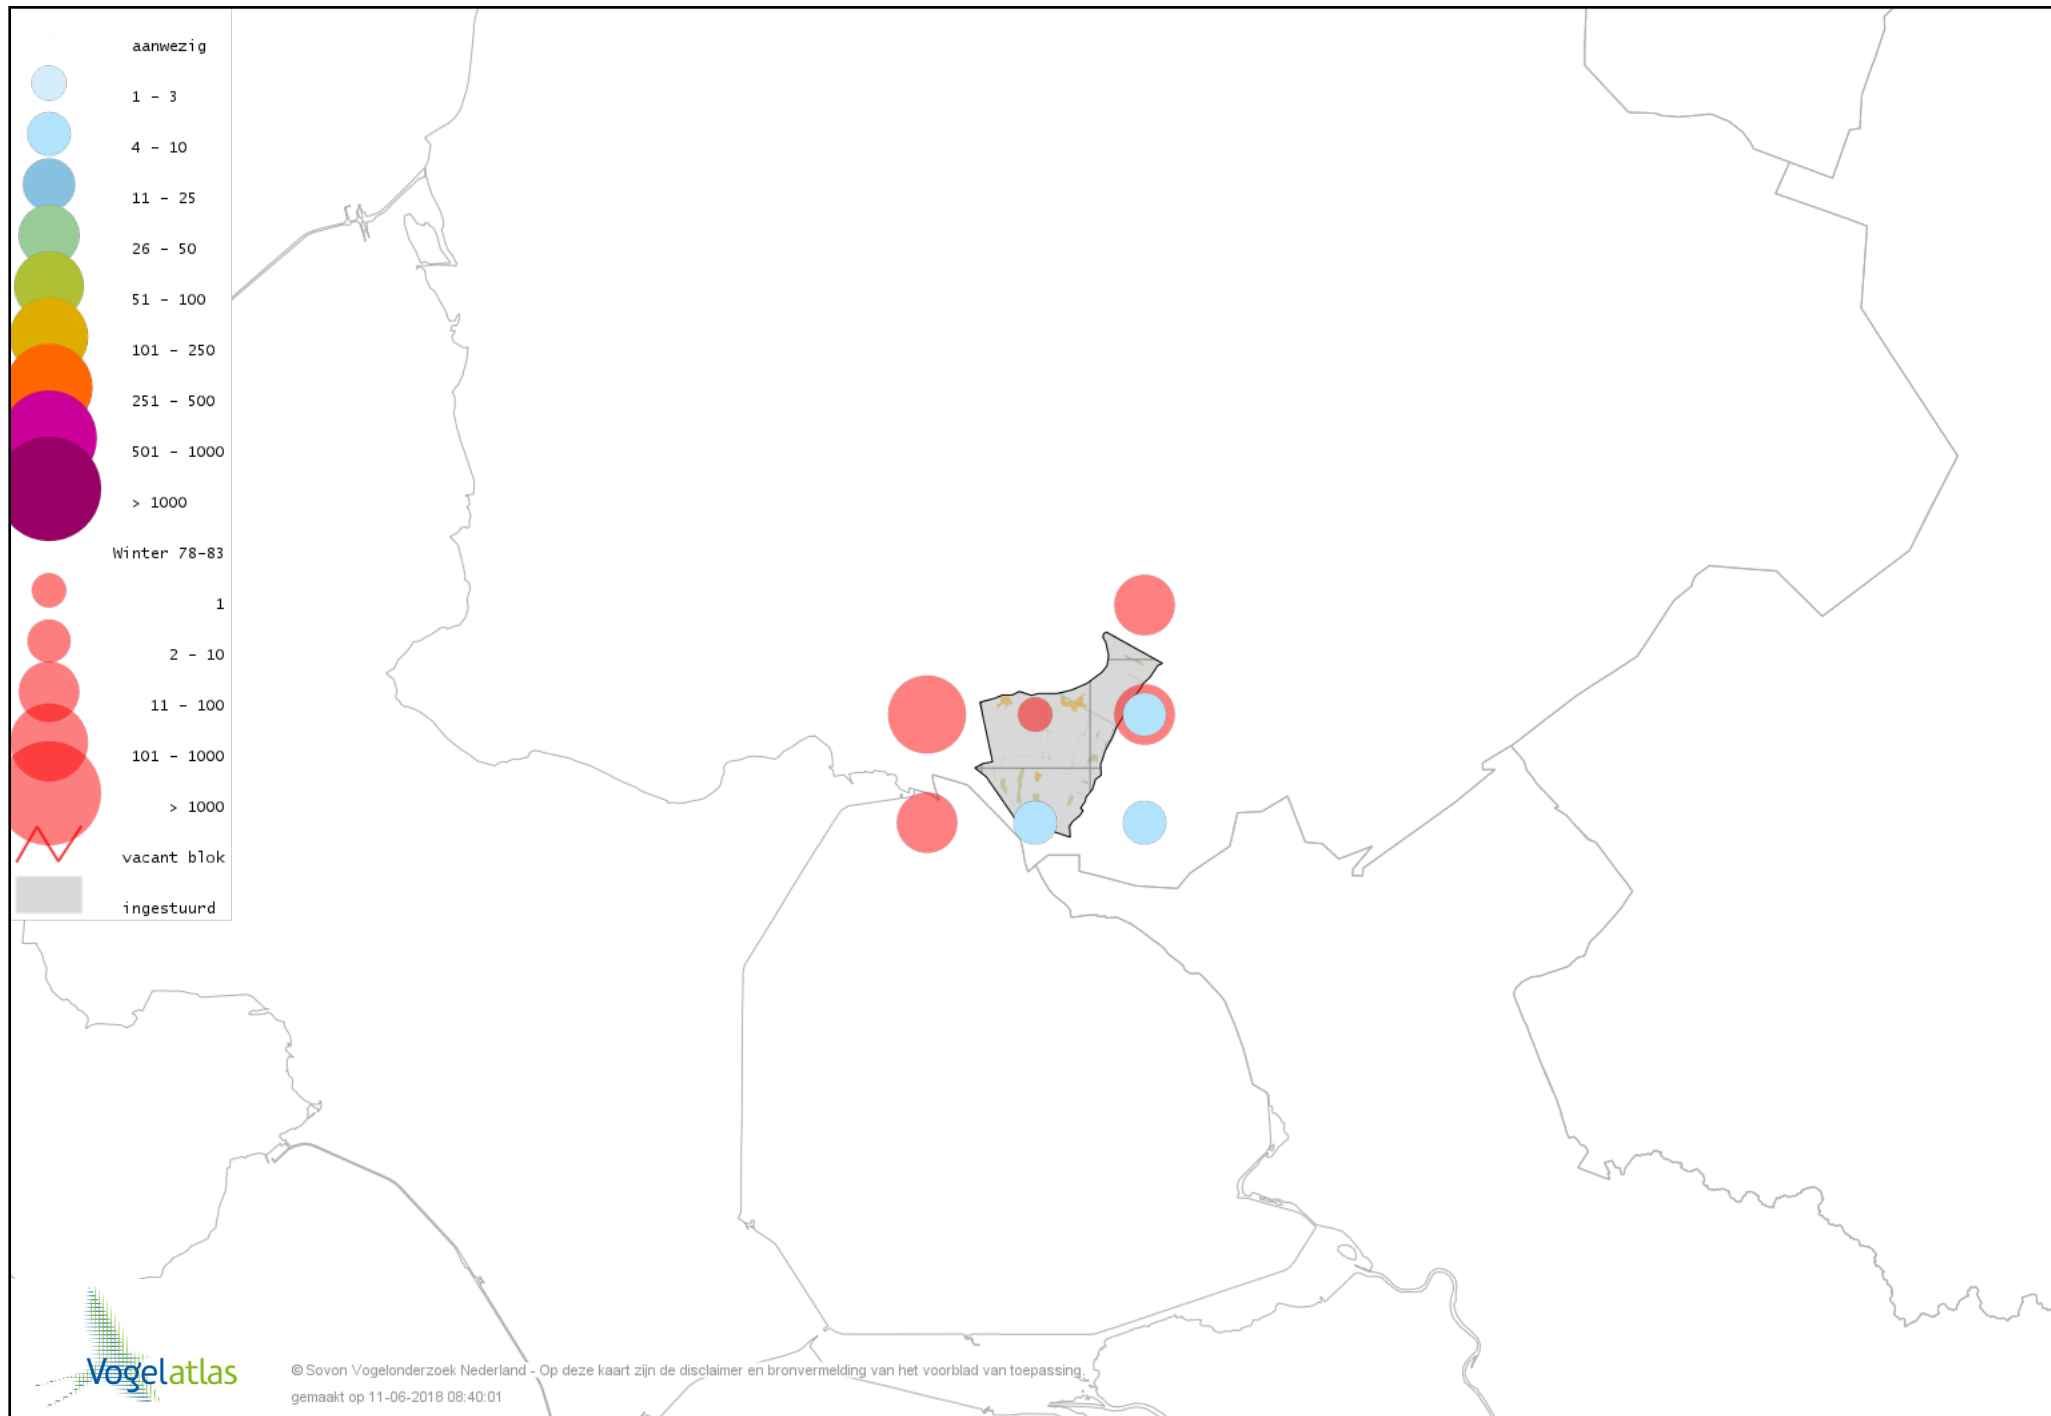 aanwezig
1 - 3
4 - 10
11 - 25
26 - 50
51 - 100
101 - 250
251 - 500
501 - 1000
> 1000
Winter 78-83
1
2 - 10
11 - 100
101 - 1000
> 1000
vacant blok
ingestuurd
Vogelatlas
© Sovon Vogelonderzoek Nederland - Op deze kaart zijn de disclaimer en bronvermelding van het voorblad van toepassing.
gemaakt op 11-06-2018 08:40:01